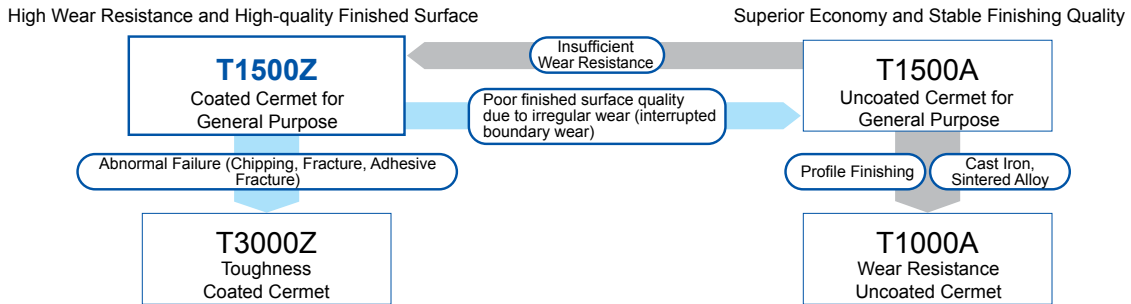 High Wear Resistance and High-quality Finished Surface
Superior Economy and Stable Finishing Quality
T1500Z
Coated Cermet for
General Purpose
Insufficient
Wear Resistance
Poor finished surface quality
due to irregular wear (interrupted
boundary wear)
T1500A
Uncoated Cermet for
General Purpose
Abnormal Failure (Chipping, Fracture, Adhesive
Fracture)
Profile Finishing
Cast Iron,
Sintered Alloy
T3000Z
Toughness
Coated Cermet
T1000A
Wear Resistance
Uncoated Cermet